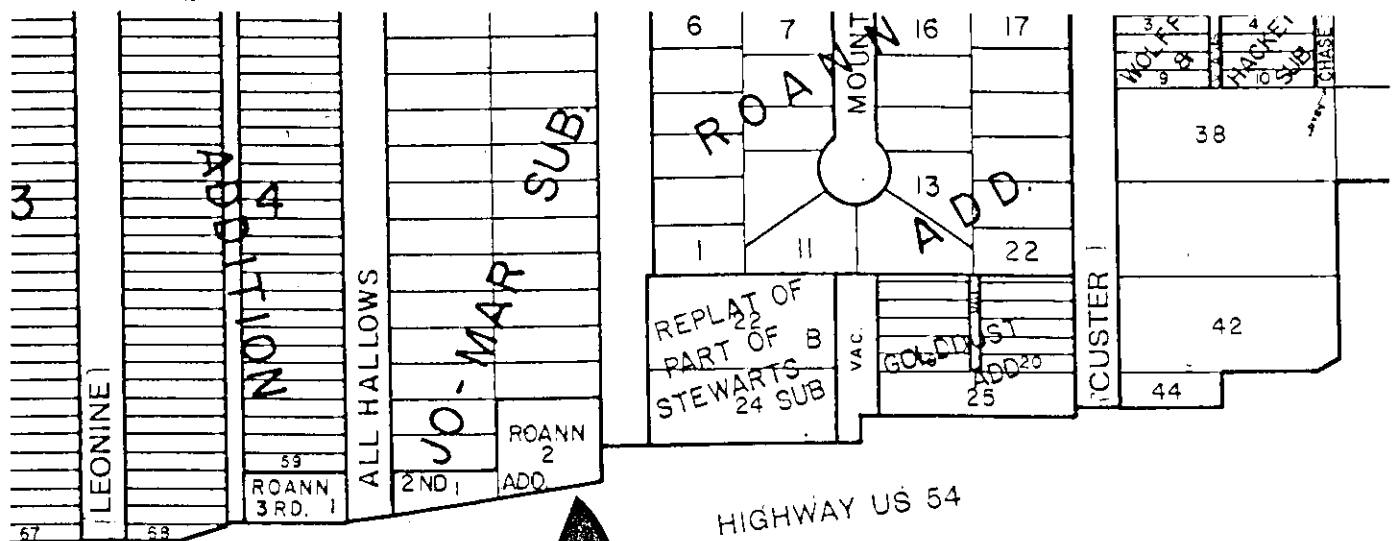 6
7
MOUNT
16
17
3
4
WOLFF &
9
HACKET SUB.
10
CHASE
38
ROANN ADD.
13
SUB.
3
ADDITION
4
1
11
22
LEONINE
ALL HALLOWS
JO-MAR
REPLAT OF
22
PART OF B
STEWARTS
24 SUB
VAC.
GOLDDUST
ADD 20
25
CUSTER
42
44
59
ROANN
3RD. 1
2ND 1
ROANN
2
ADD.
67
68
HIGHWAY US 54